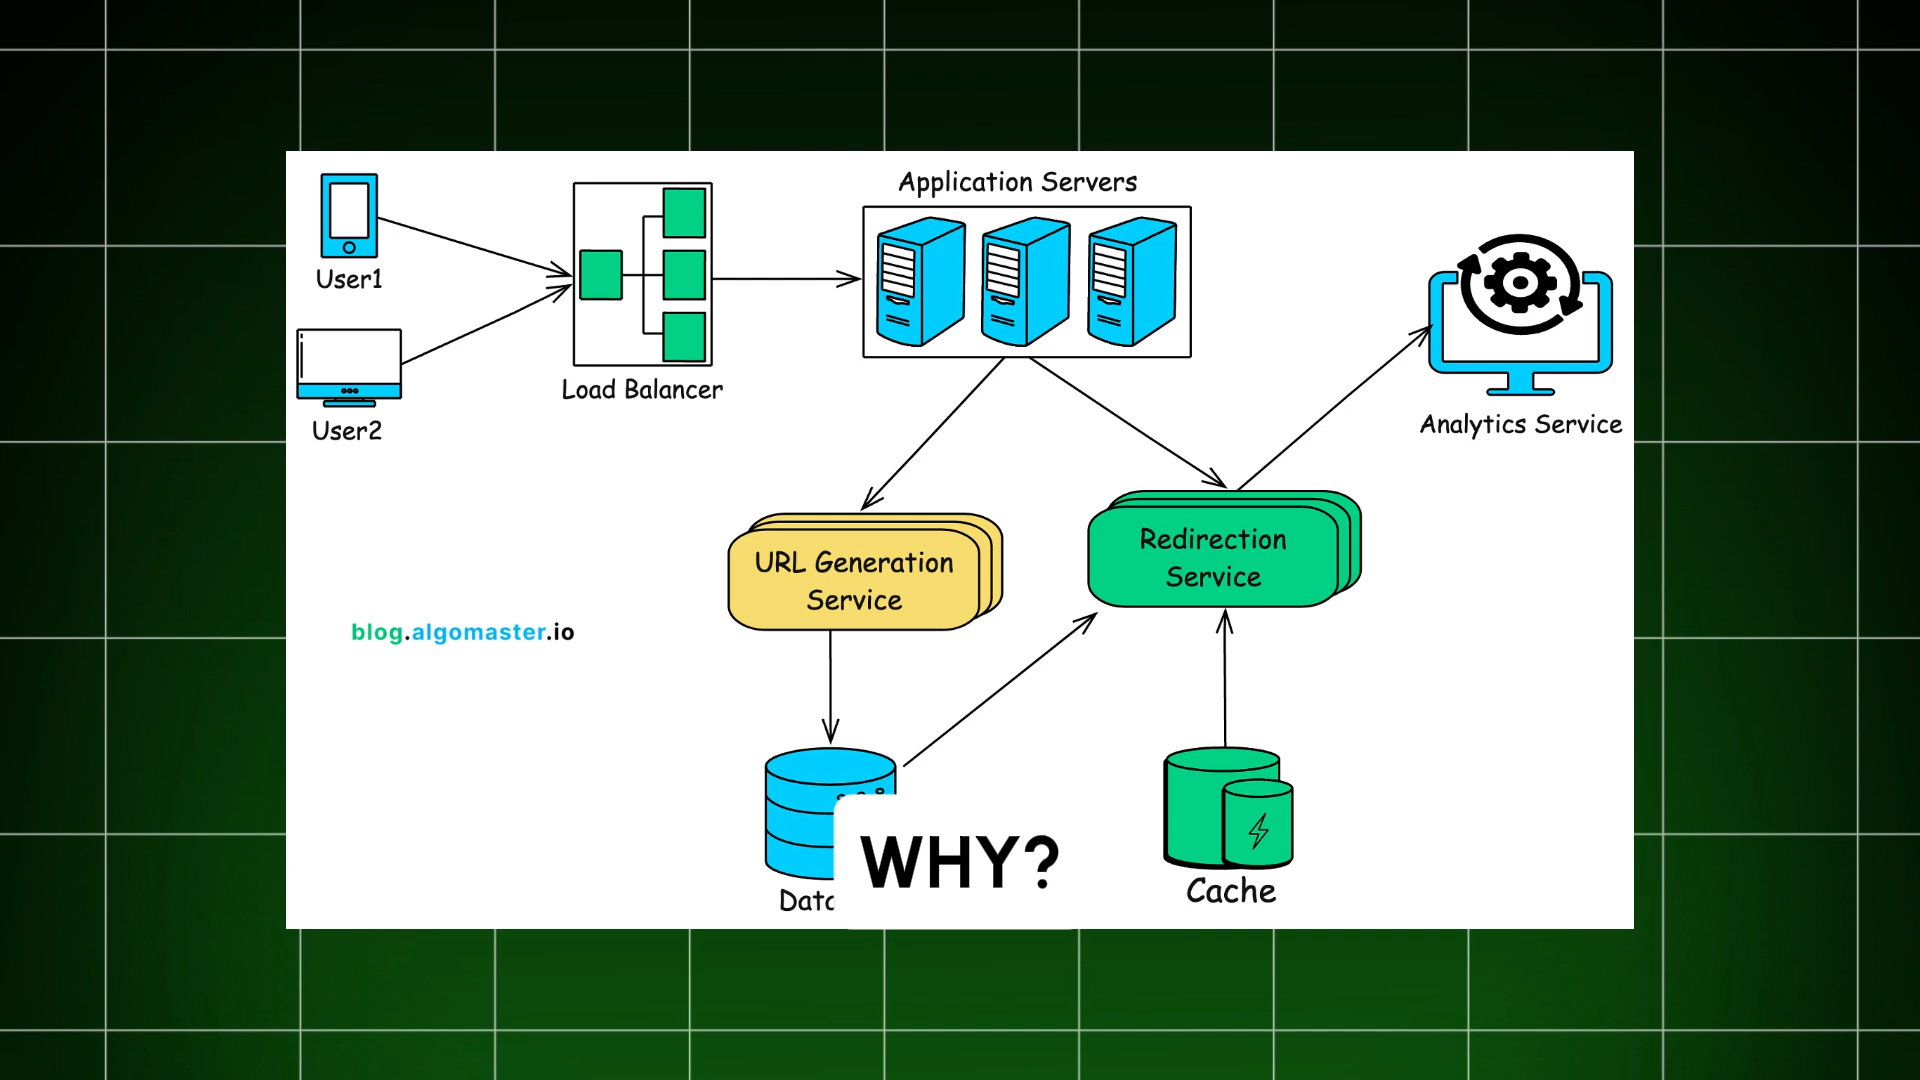 Application Servers
User1
Load Balancer
User2
Analytics Service
Redirection
Service
URL Generation
Service
blog.algomaster.io
WHY?
Cache